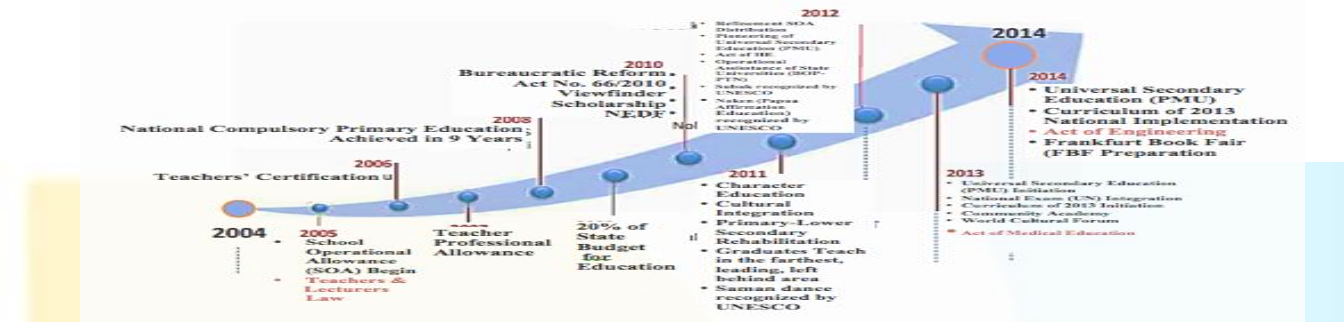 2004
2005
School
Operational
Allowance
(SOA) Begin
Teachers &
Lecturers
Law
2006
Teachers' Certification
Teacher
Professional
Allowance
2008
National Compulsory Primary Education
Achieved in 9 Years
20% of
State
Budget
for
Education
2010
Bureaucratic Reform
Act No. 66/2010
Viewfinder
Scholarship
NEDF
Nol
2011
Character
Education
Cultural
Integration
Primary-Lower
Secondary
Rehabilitation
Graduates Teach
in the farthest,
leading, left
behind area
Saman dance
recognized by
UNESCO
2012
Refinement SOA
Distribution
Pioneering of
Universal Secondary
Education (PMU)
Act of HE
Operational
Assistance of State
Universities (BOP-
PTN)
Subak recognized by
UNESCO
Noken (Papua
Affirmation
Education)
recognized by
UNESCO
2013
Universal Secondary Education
(PMU) Initiation
National Exam (UN) Integration
Curriculum of 2013 Initiation
Community Academy
World Cultural Forum
Act of Medical Education
2014
2014
Universal Secondary
Education (PMU)
Curriculum of 2013
National Implementation
Act of Engineering
Frankfurt Book Fair
(FBF Preparation